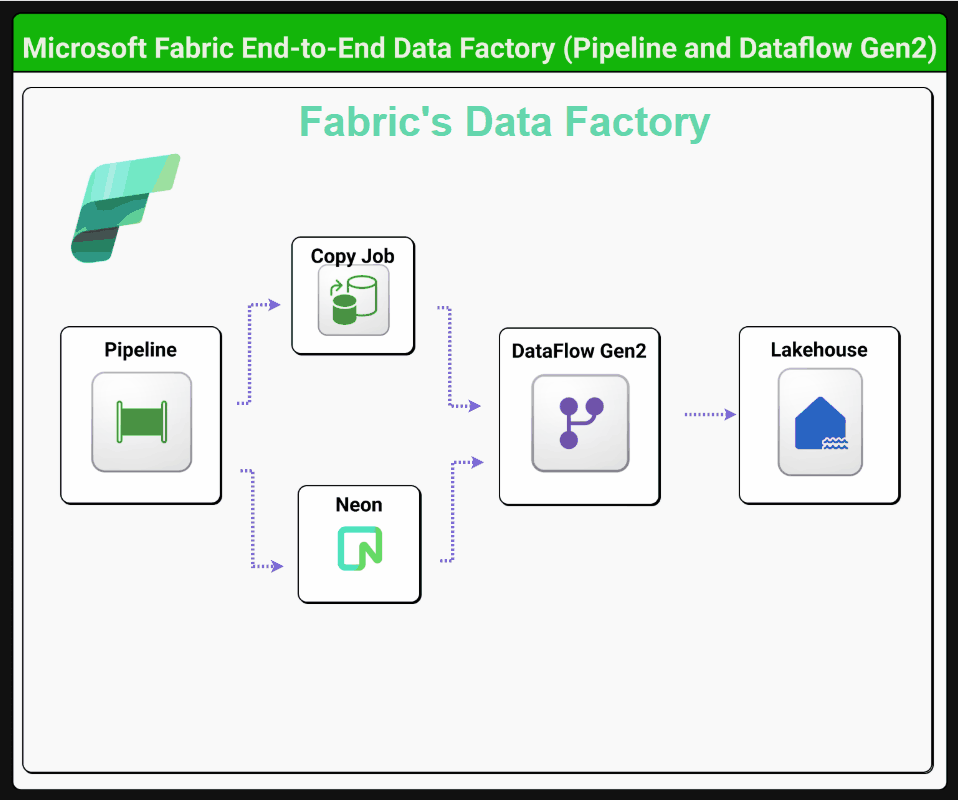 Microsoft Fabric End-to-End Data Factory (Pipeline and Dataflow Gen2)
Fabric's Data Factory
Copy Job
Pipeline
DataFlow Gen2
Lakehouse
Neon